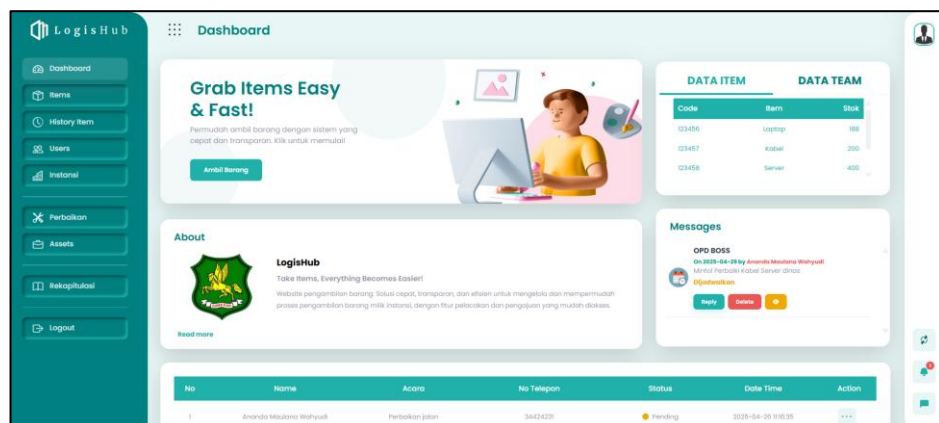 LogisHub
Dashboard
Items
History Item
Users
Instansi
Perbaikan
Assets
Rekapitulasi
Logout
Dashboard
Grab Items Easy
& Fast!
Permudah ambil barang dengan sistem yang
cepat dan transparan. Klik untuk memulai!
Ambil Barang
DATA ITEM DATA TEAM
Code Item Stok
123456 Laptop 188
123457 Kabel 200
123458 Server 400
About
LogisHub
Take Items, Everything Becomes Easier!
Website pengambilan barang: Solusi cepat, transparan, dan efisien untuk mengelola dan mempermudah
proses pengambilan barang milik instansi, dengan fitur pelacakan dan pengajuan yang mudah diakses.
Read more
Messages
OPD BOSS
On 2025-04-29 by Ananda Maulana Wahyudi
Mintol Perbaiki Kabel Server dinas
Dijadwalkan
Reply Delete
No Name Acara No Telepon Status Date Time Action
1 Ananda Maulana Wahyudi Perbaikan jalan 34424231 Pending